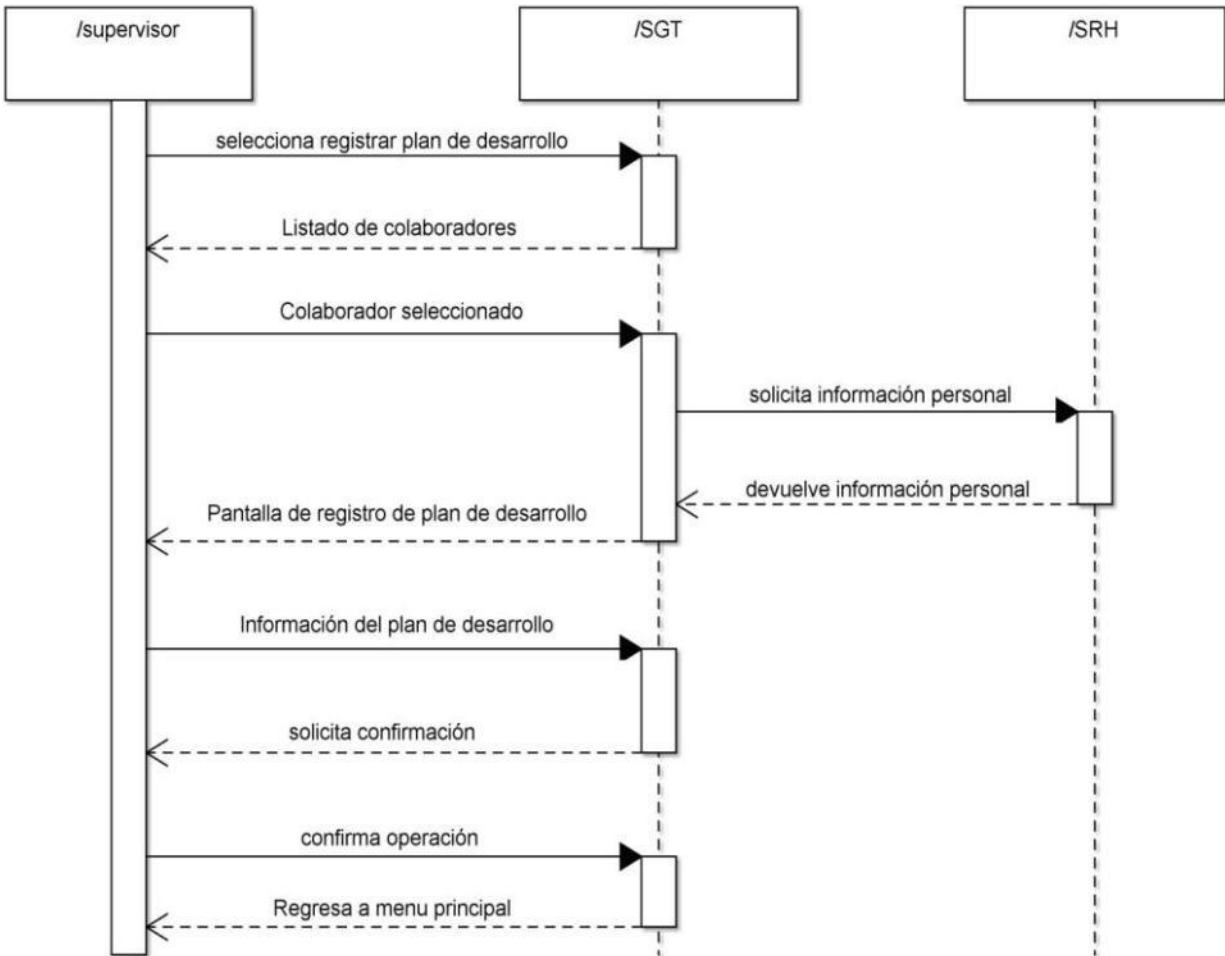 /supervisor
/SGT
/SRH
selecciona registrar plan de desarrollo
Listado de colaboradores
Colaborador seleccionado
solicita información personal
devuelve información personal
Pantalla de registro de plan de desarrollo
Información del plan de desarrollo
solicita confirmación
confirma operación
Regresa a menu principal